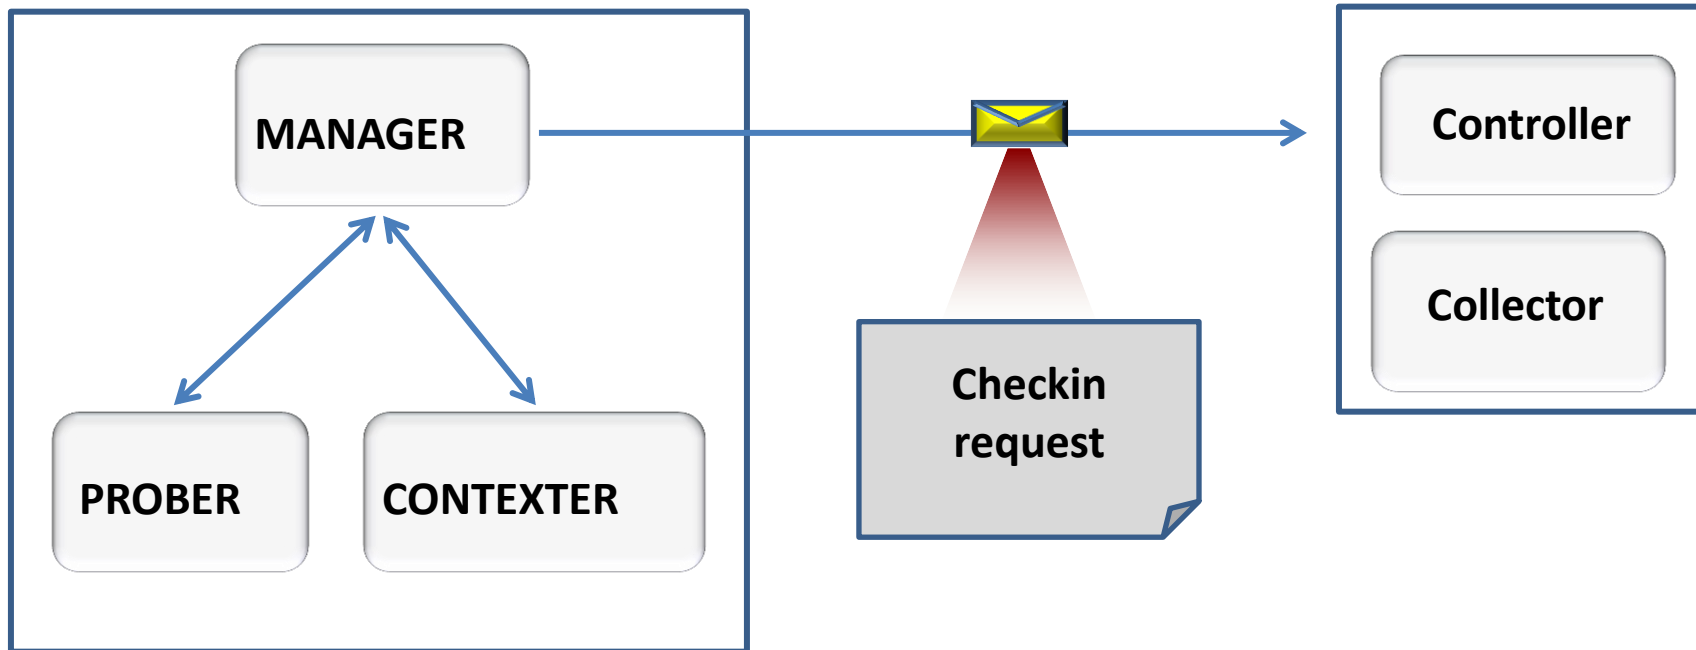 MANAGER
Controller
Collector
Checkin
request
PROBER
CONTEXTER